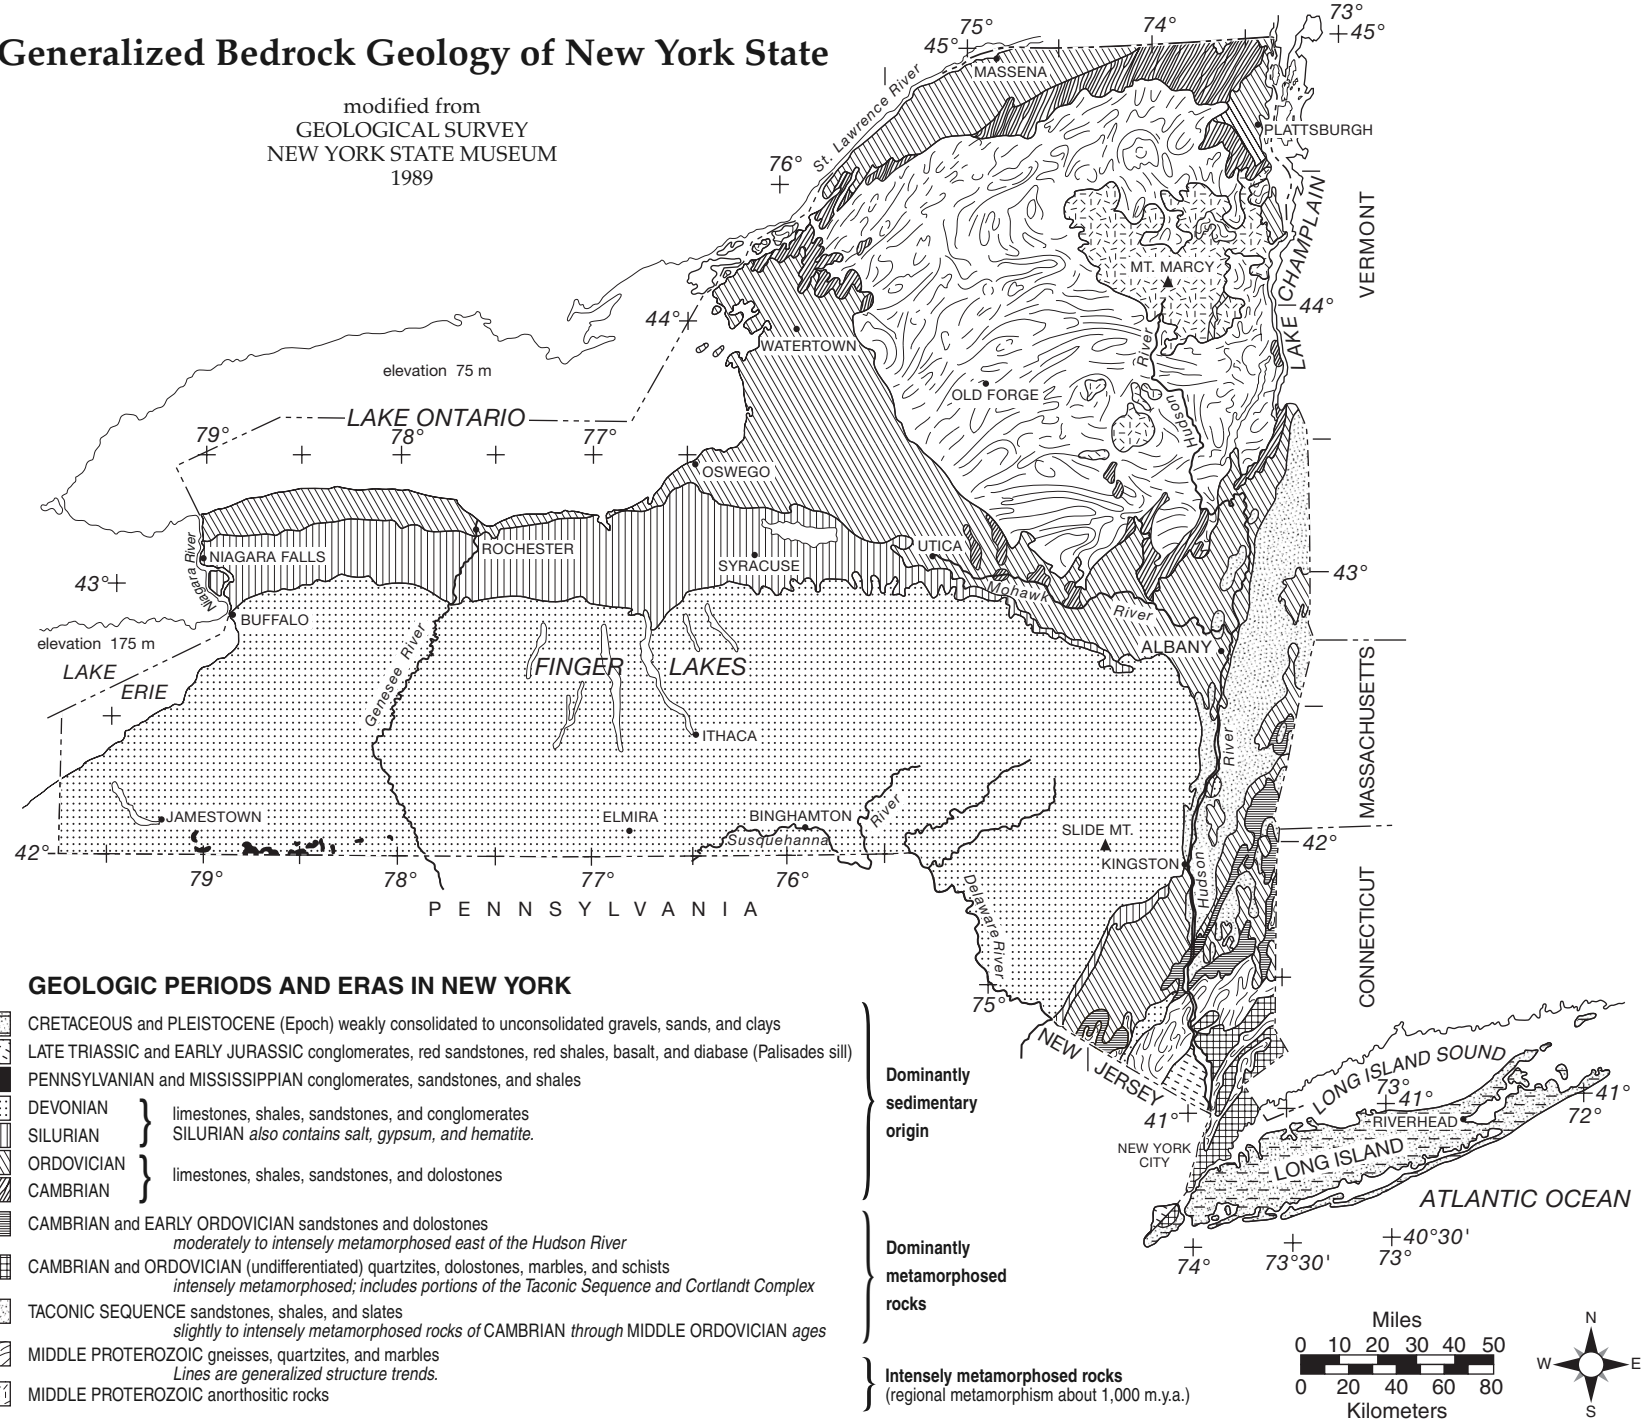 Generalized Bedrock Geology of New York State
modified from
GEOLOGICAL SURVEY
NEW YORK STATE MUSEUM
1989
75°
74°
73°
45°
45°
MASSENA
St. Lawrence River
PLATTSBURGH
76°
LAKE CHAMPLAIN
VERMONT
MT. MARCY
44°
44°
WATERTOWN
River
elevation 75 m
OLD FORGE
Hudson
LAKE ONTARIO
79°
78°
77°
OSWEGO
Niagara River
NIAGARA FALLS
ROCHESTER
SYRACUSE
UTICA
43°
43°
Mohawk
River
BUFFALO
elevation 175 m
LAKE
ERIE
Genesee River
FINGER LAKES
ALBANY
MASSACHUSETTS
ITHACA
River
JAMESTOWN
ELMIRA
BINGHAMTON
River
Susquehanna
SLIDE MT.
KINGSTON
42°
42°
79°
78°
77°
76°
Hudson
Delaware River
CONNECTICUT
PENNSYLVANIA
75°
NEW JERSEY
LONG ISLAND SOUND
73°
41°
41°
41°
72°
RIVERHEAD
NEW YORK
CITY
LONG ISLAND
ATLANTIC OCEAN
40°30'
74°
73°30'
73°
GEOLOGIC PERIODS AND ERAS IN NEW YORK
CRETACEOUS and PLEISTOCENE (Epoch) weakly consolidated to unconsolidated gravels, sands, and clays
LATE TRIASSIC and EARLY JURASSIC conglomerates, red sandstones, red shales, basalt, and diabase (Palisades sill)
PENNSYLVANIAN and MISSISSIPPIAN conglomerates, sandstones, and shales
DEVONIAN
SILURIAN
limestones, shales, sandstones, and conglomerates
SILURIAN also contains salt, gypsum, and hematite.
ORDOVICIAN
CAMBRIAN
limestones, shales, sandstones, and dolostones
Dominantly
sedimentary
origin
CAMBRIAN and EARLY ORDOVICIAN sandstones and dolostones
moderately to intensely metamorphosed east of the Hudson River
CAMBRIAN and ORDOVICIAN (undifferentiated) quartzites, dolostones, marbles, and schists
intensely metamorphosed; includes portions of the Taconic Sequence and Cortlandt Complex
TACONIC SEQUENCE sandstones, shales, and slates
slightly to intensely metamorphosed rocks of CAMBRIAN through MIDDLE ORDOVICIAN ages
Dominantly
metamorphosed
rocks
MIDDLE PROTEROZOIC gneisses, quartzites, and marbles
Lines are generalized structure trends.
MIDDLE PROTEROZOIC anorthositic rocks
Intensely metamorphosed rocks
(regional metamorphism about 1,000 m.y.a.)
Miles
0 10 20 30 40 50
0 20 40 60 80
Kilometers
N
W E
S